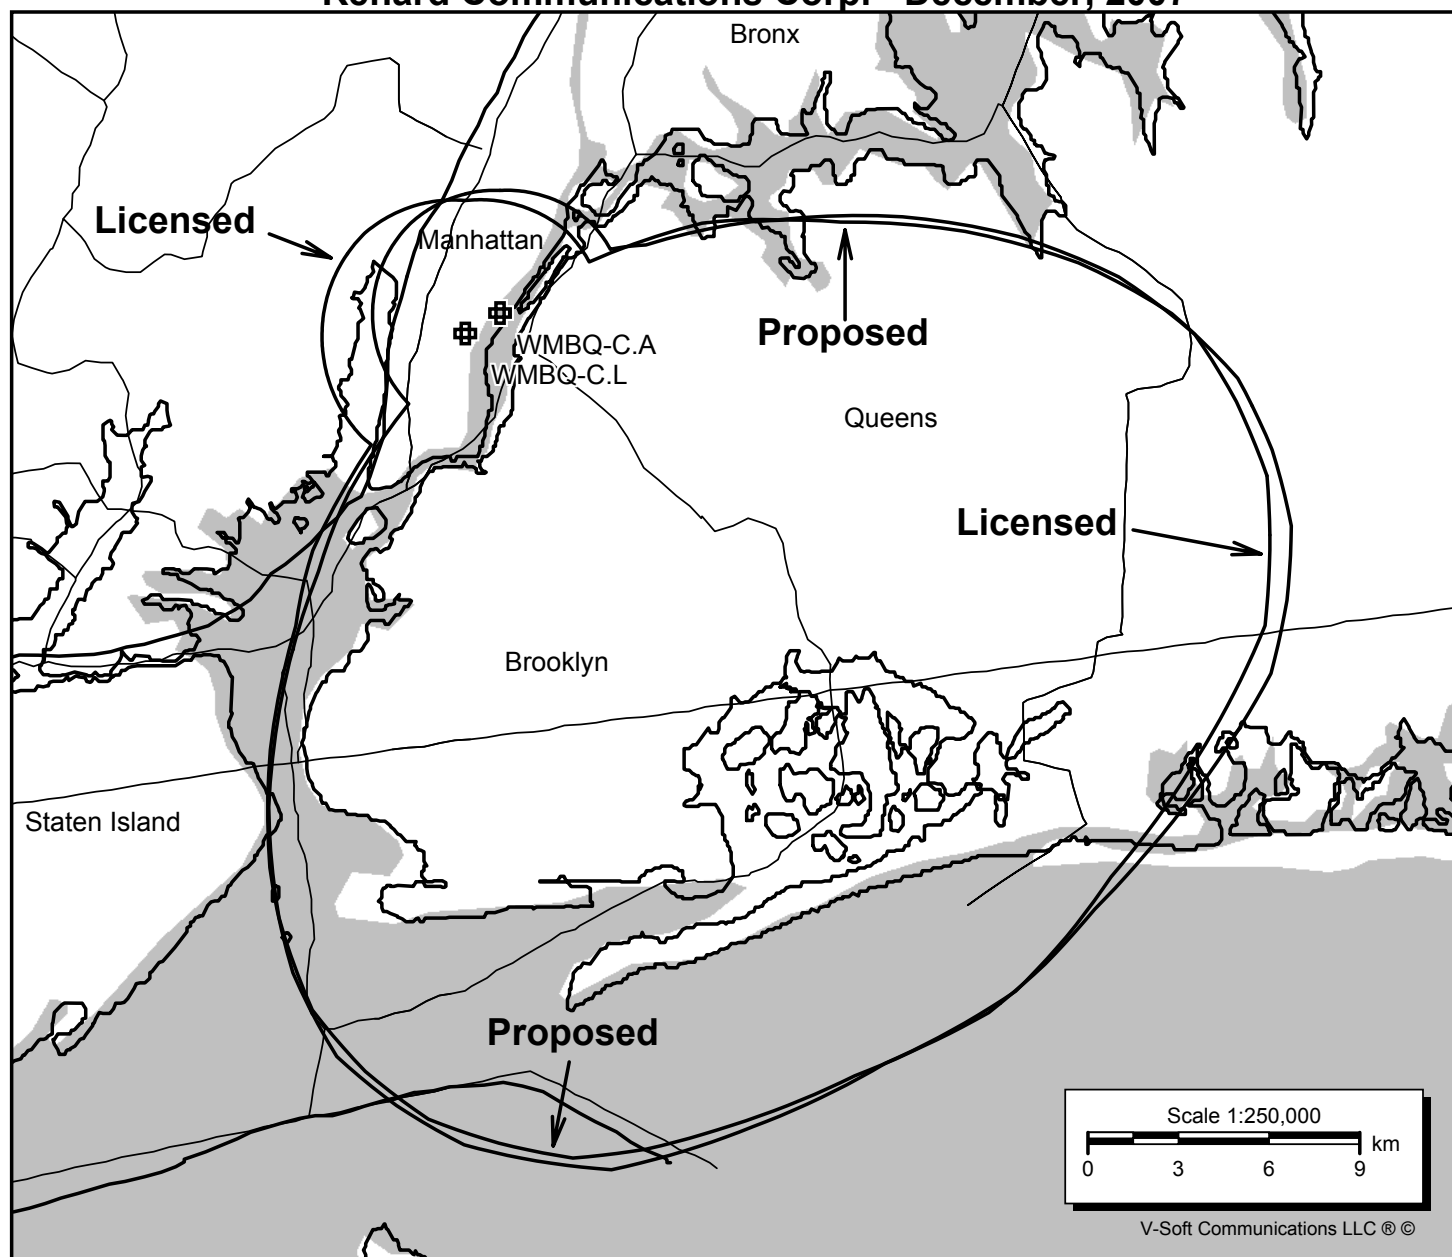 Bronx
Licensed
Manhattan
Proposed
WMBQ-C.A
WMBQ-C.L
Queens
Licensed
Brooklyn
Staten Island
Proposed
Scale 1:250,000
km
0 3 6 9
V-Soft Communications LLC ® ©